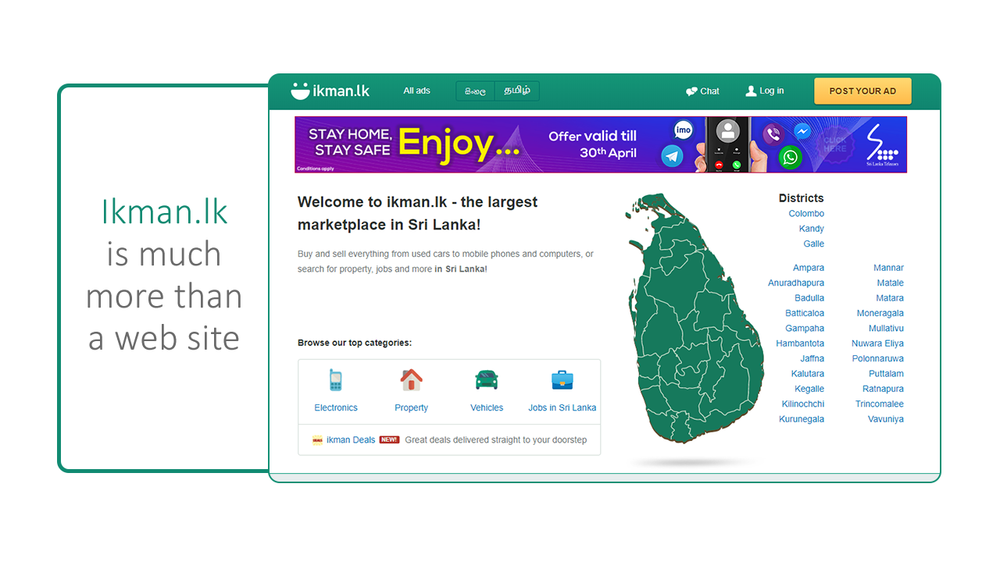 Ikman.lk
is much
more than
a web site
ikman.lk
All ads
සිංහල
தமிழ்
Chat
Log in
POST YOUR AD
STAY HOME,
STAY SAFE
Enjoy...
Conditions apply
Offer valid till
30th April
imo
CLICK
HERE
Sri Lanka Telecom
Welcome to ikman.lk - the largest
marketplace in Sri Lanka!
Buy and sell everything from used cars to mobile phones and computers, or
search for property, jobs and more in Sri Lanka!
Browse our top categories:
Electronics
Property
Vehicles
Jobs in Sri Lanka
DEALS
ikman Deals
NEW!
Great deals delivered straight to your doorstep
Districts
Colombo
Kandy
Galle
Ampara
Anuradhapura
Badulla
Batticaloa
Gampaha
Hambantota
Jaffna
Kalutara
Kegalle
Kilinochchi
Kurunegala
Mannar
Matale
Matara
Moneragala
Mullativu
Nuwara Eliya
Polonnaruwa
Puttalam
Ratnapura
Trincomalee
Vavuniya